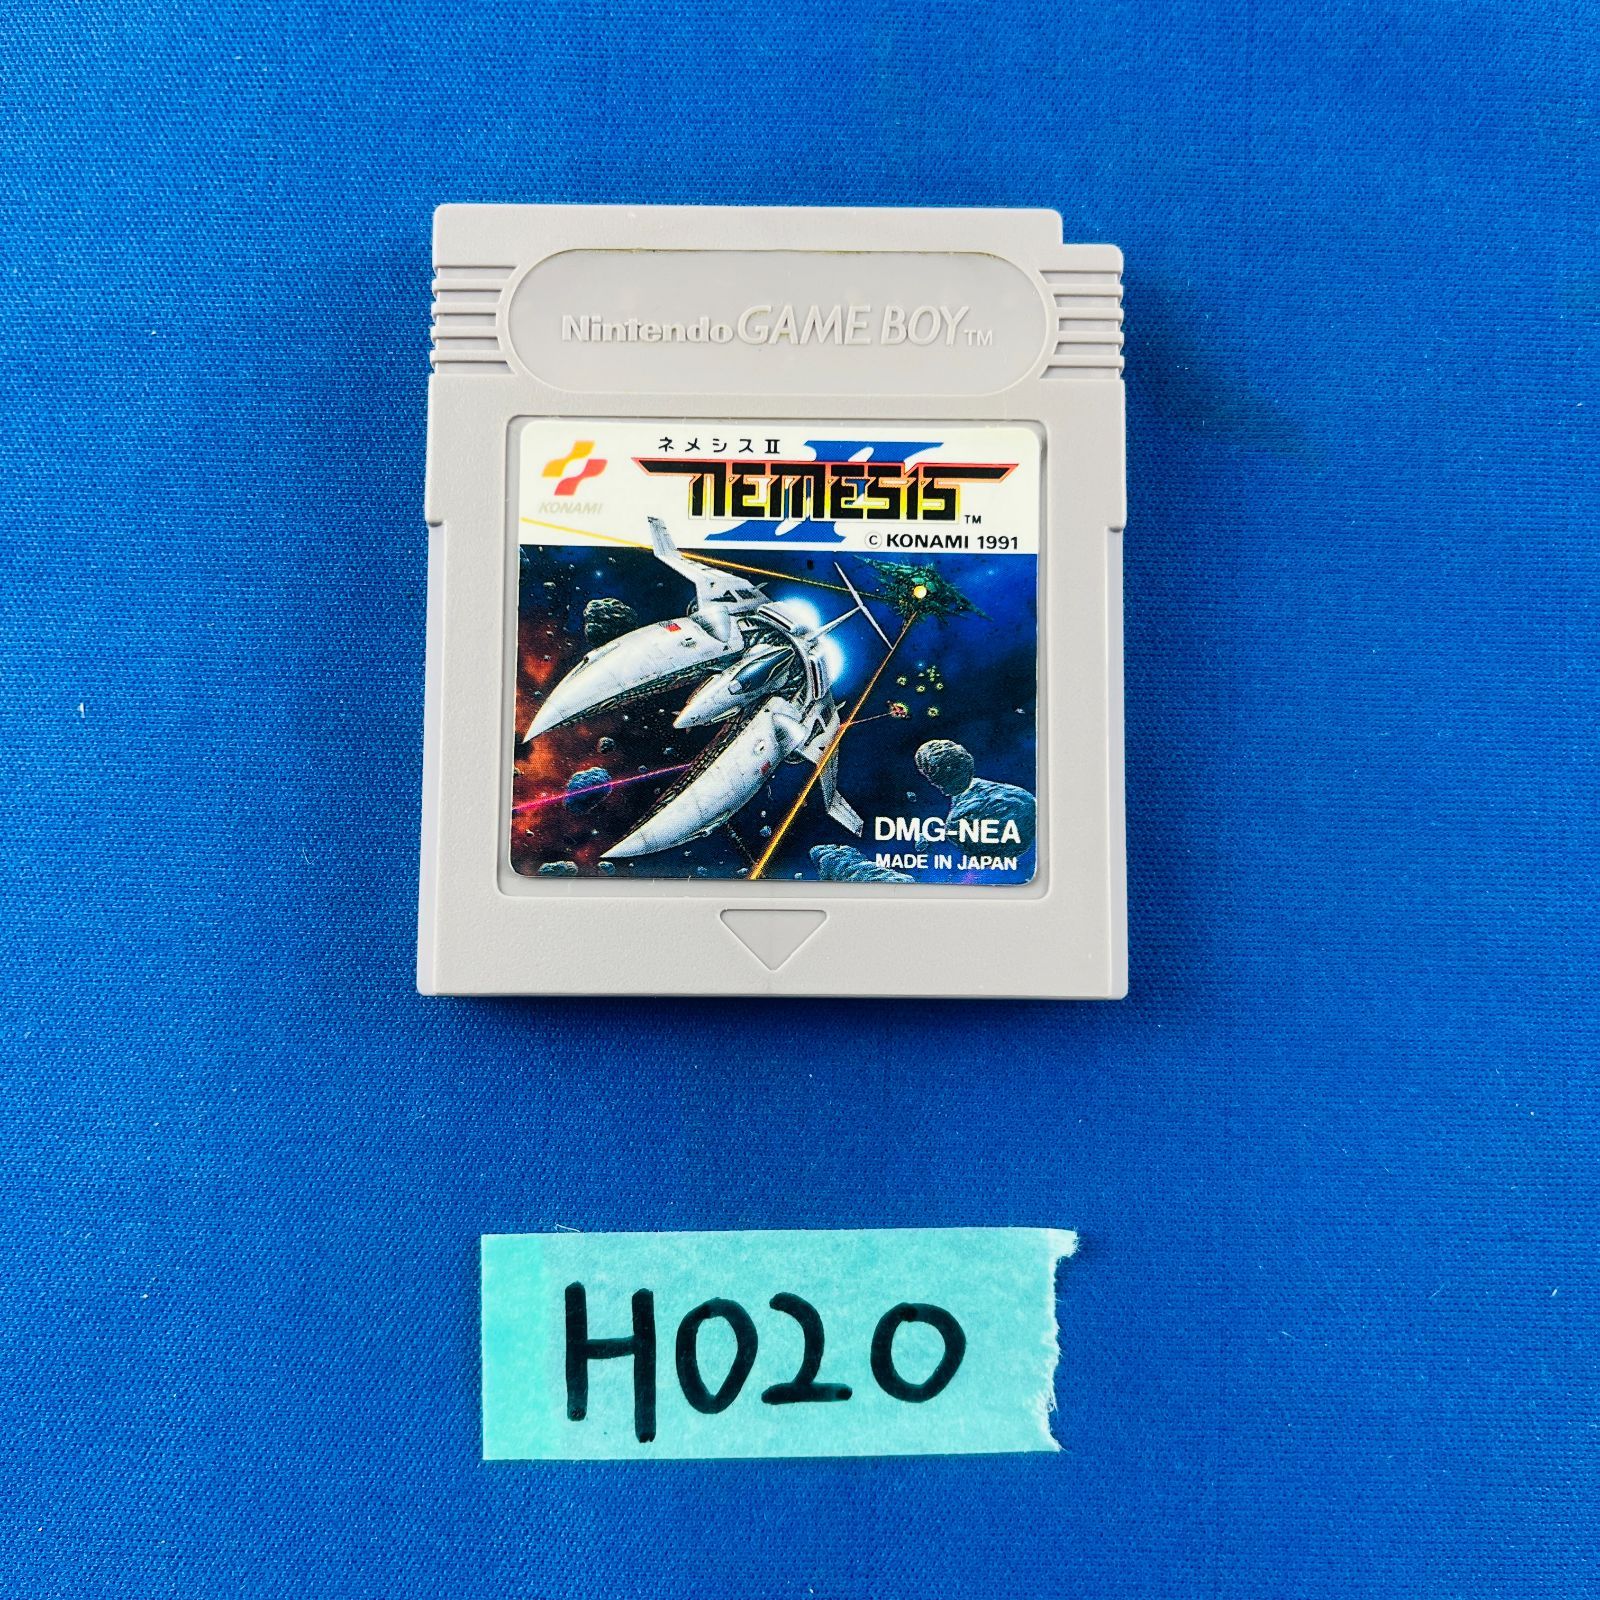 Nintendo GAME BOY TM
ネメシスⅡ
KONAMI
NEMESIS II TM
© KONAMI 1991
DMG-NEA
MADE IN JAPAN
H020